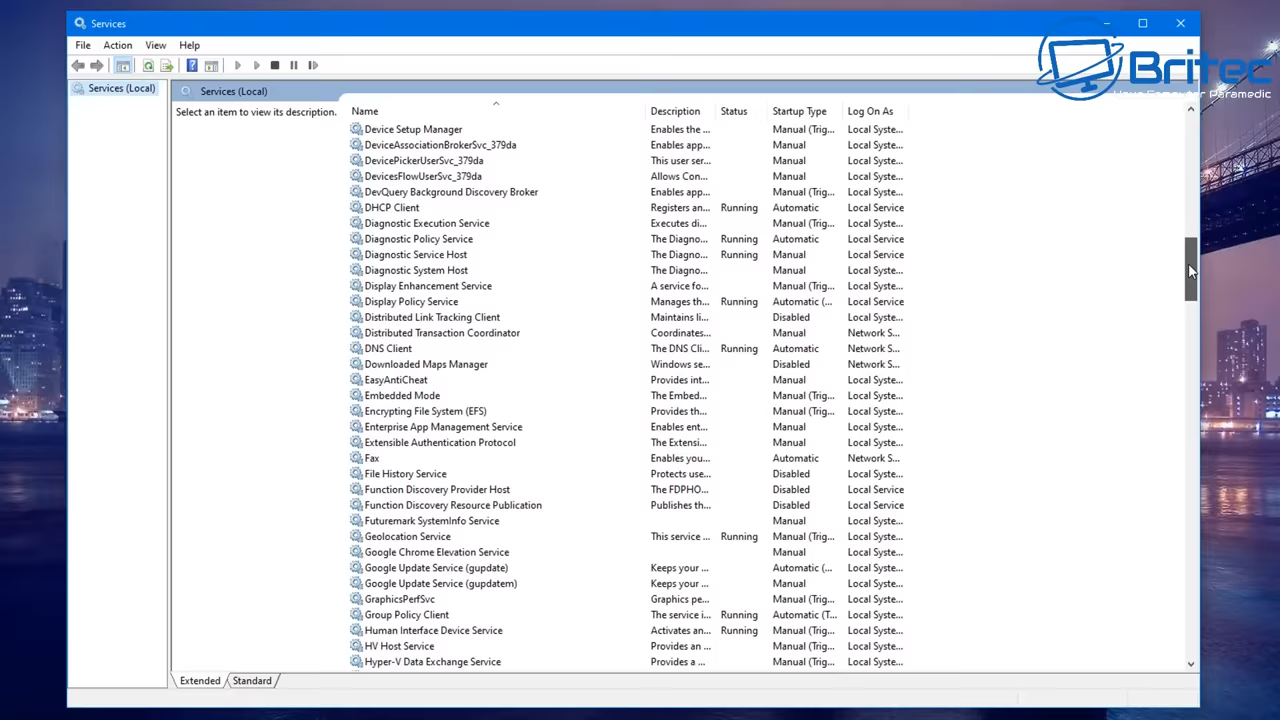 Services
Britec
Home Computer Paramedic
File Action View Help
Services (Local)
Services (Local)
Select an item to view its description.
Name Description Status Startup Type Log On As
Device Setup Manager Enables the ... Manual (Trig... Local Syste...
DeviceAssociationBrokerSvc_379da Enables app... Manual Local Syste...
DevicePickerUserSvc_379da This user ser... Manual Local Syste...
DevicesFlowUserSvc_379da Allows Con... Manual Local Syste...
DevQuery Background Discovery Broker Enables app... Manual (Trig... Local Syste...
DHCP Client Registers an... Running Automatic Local Service
Diagnostic Execution Service Executes di... Manual (Trig... Local Syste...
Diagnostic Policy Service The Diagno... Running Automatic Local Service
Diagnostic Service Host The Diagno... Running Manual Local Service
Diagnostic System Host The Diagno... Manual Local Syste...
Display Enhancement Service A service fo... Manual (Trig... Local Syste...
Display Policy Service Manages th... Running Automatic (... Local Service
Distributed Link Tracking Client Maintains li... Disabled Local Syste...
Distributed Transaction Coordinator Coordinates... Manual Network S...
DNS Client The DNS Cli... Running Automatic Network S...
Downloaded Maps Manager Windows se... Disabled Network S...
EasyAntiCheat Provides int... Manual Local Syste...
Embedded Mode The Embed... Manual (Trig... Local Syste...
Encrypting File System (EFS) Provides th... Manual (Trig... Local Syste...
Enterprise App Management Service Enables ent... Manual Local Syste...
Extensible Authentication Protocol The Extensi... Manual Local Syste...
Fax Enables you... Automatic Network S...
File History Service Protects use... Disabled Local Syste...
Function Discovery Provider Host The FDPHO... Disabled Local Service
Function Discovery Resource Publication Publishes th... Disabled Local Service
Futuremark SystemInfo Service Manual Local Syste...
Geolocation Service This service ... Running Manual (Trig... Local Syste...
Google Chrome Elevation Service Manual Local Syste...
Google Update Service (gupdate) Keeps your ... Automatic (... Local Syste...
Google Update Service (gupdatem) Keeps your ... Manual Local Syste...
GraphicsPerfSvc Graphics pe... Manual (Trig... Local Syste...
Group Policy Client The service i... Running Automatic (T... Local Syste...
Human Interface Device Service Activates an... Running Manual (Trig... Local Syste...
HV Host Service Provides an ... Manual (Trig... Local Syste...
Hyper-V Data Exchange Service Provides a ... Manual (Trig... Local Syste...
Extended Standard